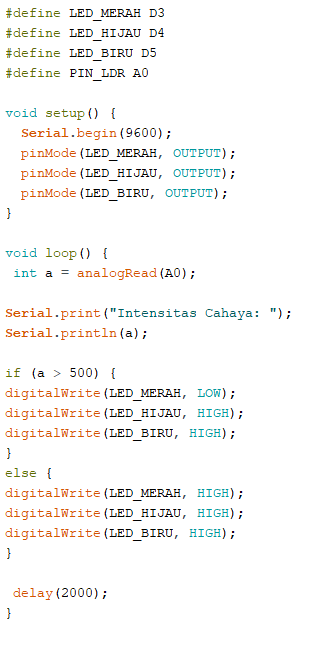 #define LED_MERAH D3
#define LED_HIJAU D4
#define LED_BIRU D5
#define PIN_LDR A0

void setup() {
  Serial.begin(9600);
  pinMode(LED_MERAH, OUTPUT);
  pinMode(LED_HIJAU, OUTPUT);
  pinMode(LED_BIRU, OUTPUT);
}

void loop() {
 int a = analogRead(A0);

Serial.print("Intensitas Cahaya: ");
Serial.println(a);

if (a > 500) {
digitalWrite(LED_MERAH, LOW);
digitalWrite(LED_HIJAU, HIGH);
digitalWrite(LED_BIRU, HIGH);
}
else {
digitalWrite(LED_MERAH, HIGH);
digitalWrite(LED_HIJAU, HIGH);
digitalWrite(LED_BIRU, HIGH);
}

 delay(2000);
}